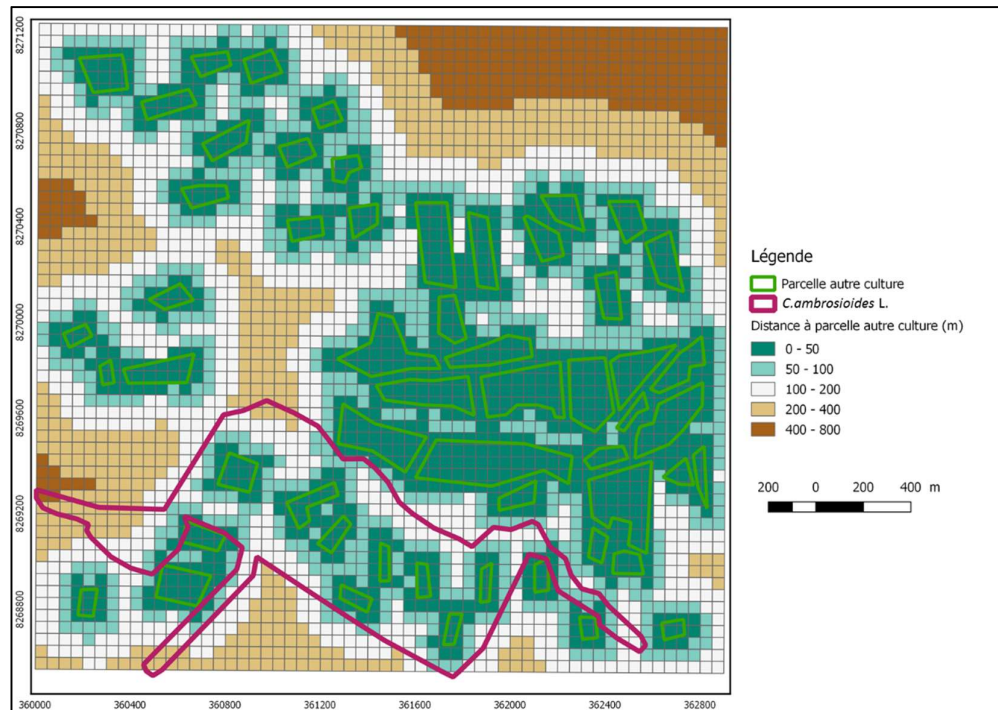 8271200
8270800
8270400
8270000
8269600
8269200
8268800
360000
360400
360800
361200
361600
362000
362400
362800
Légende
Parcelle autre culture
C.ambrosioides L.
Distance à parcelle autre culture (m)
0 - 50
50 - 100
100 - 200
200 - 400
400 - 800
200 0 200 400 m